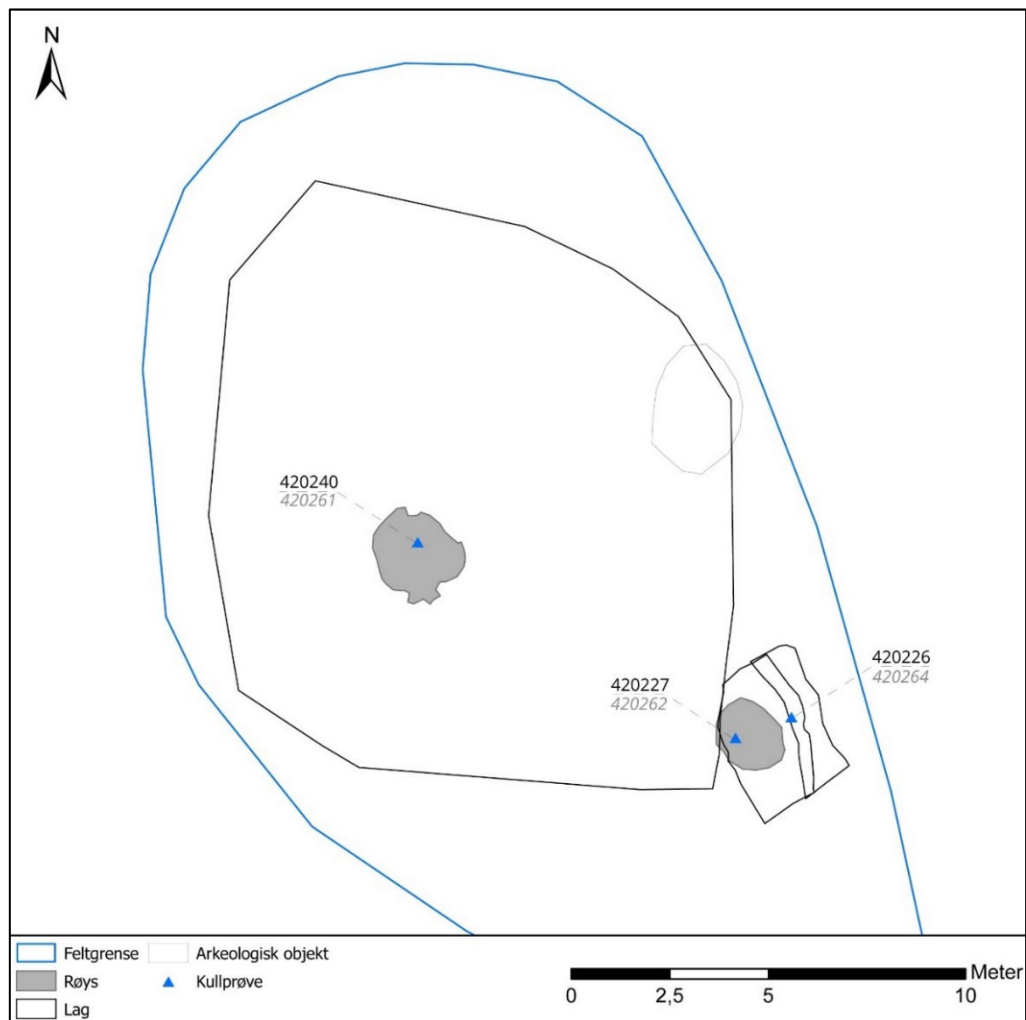 N
420240
420261
420226
420264
420227
420262
Feltgrense
Arkeologisk objekt
Røys
Kullprøve
Lag
Meter
0 2,5 5 10